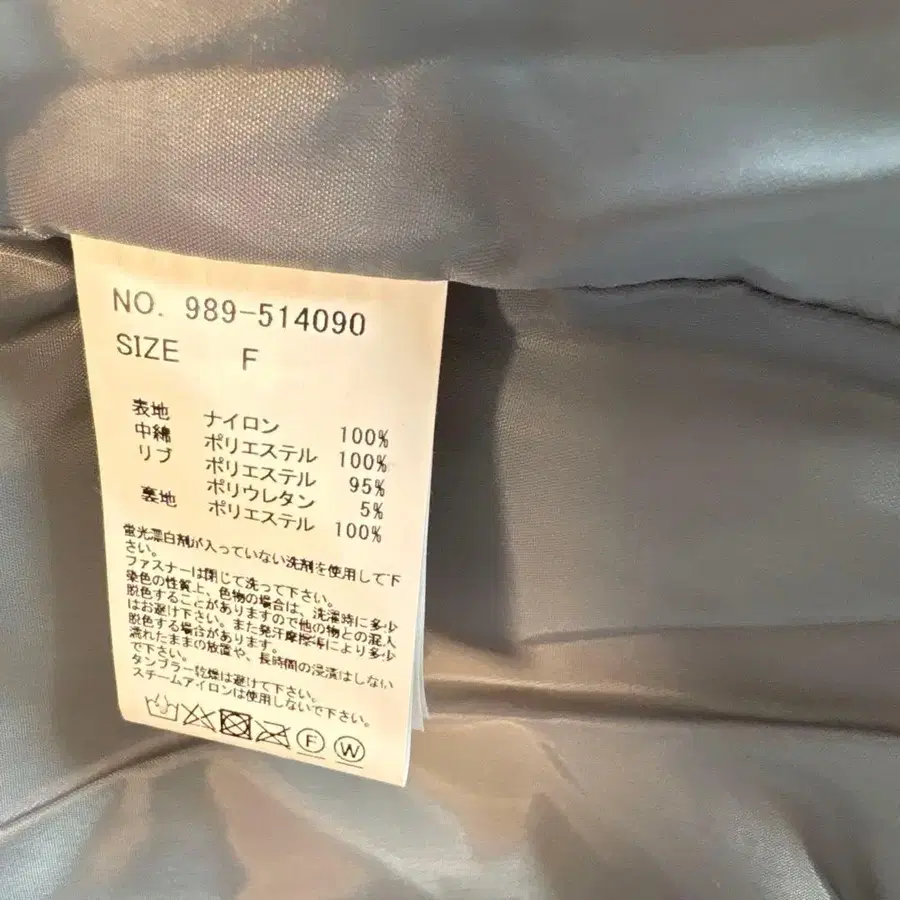 NO. 989-514090
SIZE F
表地 ナイロン 100%
中綿 ポリエステル 100%
リブ ポリエステル 95%
ポリウレタン 5%
裏地 ポリエステル 100%
蛍光漂白剤が入っていない洗剤を使用して下
さい。
ファスナーは閉じて洗って下さい。
染色の性質上、色物の場合は、洗濯時に多少
脱色することがありますので他の物との混入
はお避け下さい。また発汗摩擦等により多少
脱色する場合があります。
濡れたままの放置や、長時間の浸漬はしない
で下さい。
タンブラー乾燥は避けて下さい。
スチームアイロンは使用しないで下さい。
F W